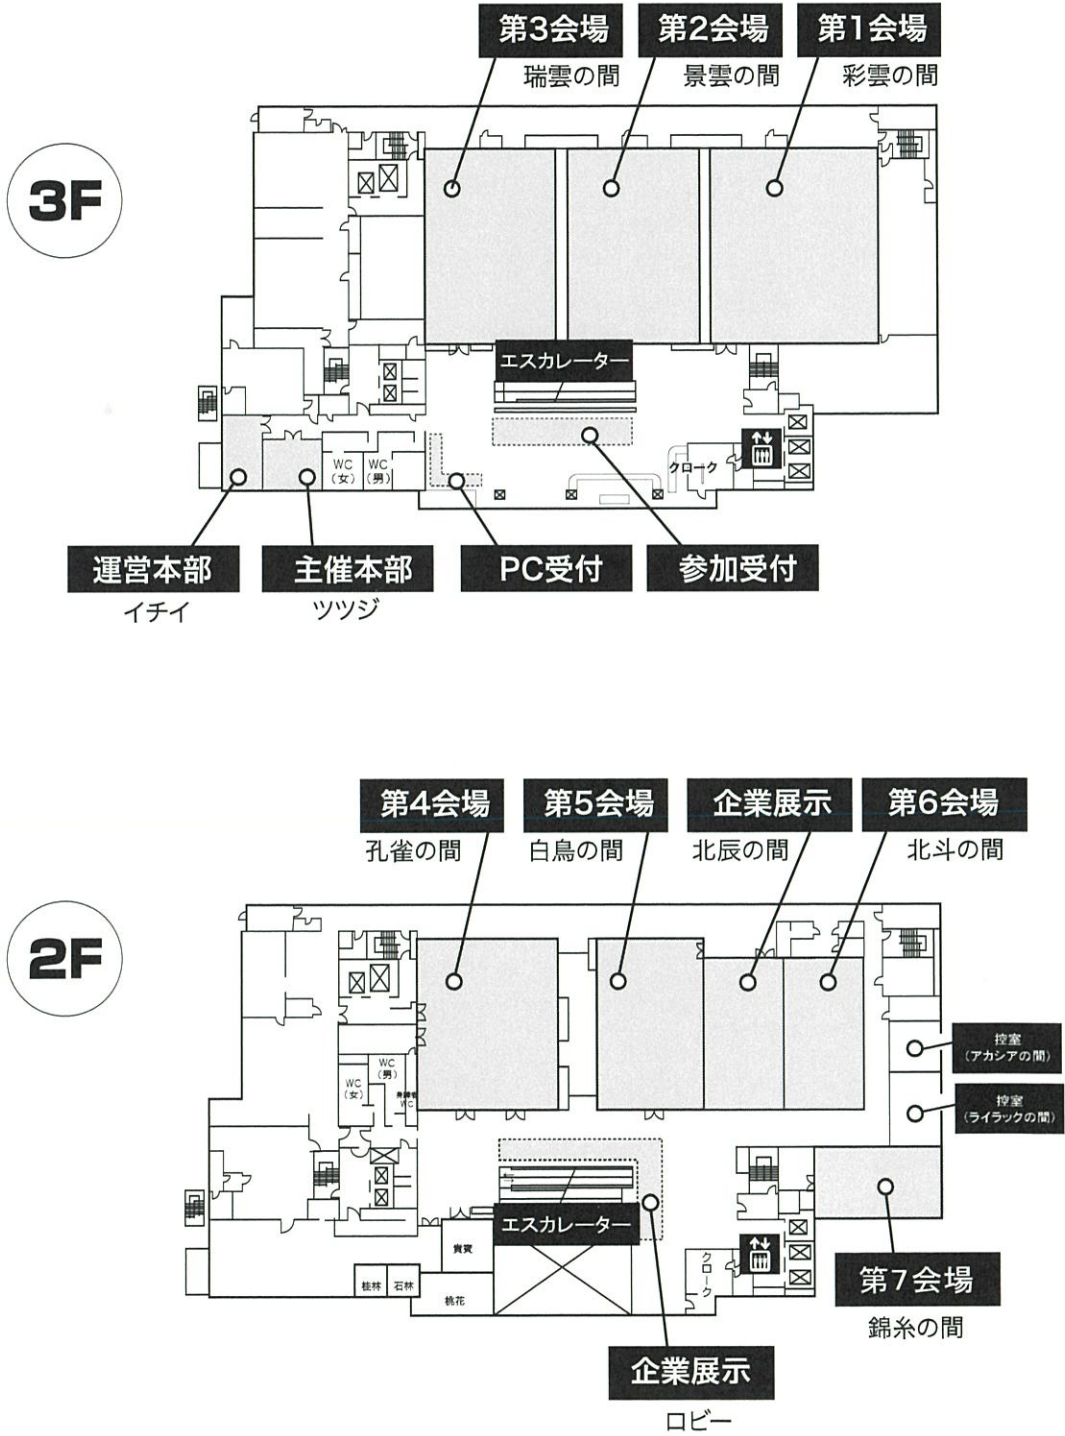 第3会場
瑞雲の間
第2会場
景雲の間
第1会場
彩雲の間
3F
エスカレーター
WC
(女)
WC
(男)
クローク
運営本部
イチイ
主催本部
ツツジ
PC受付
参加受付
第4会場
孔雀の間
第5会場
白鳥の間
企業展示
北辰の間
第6会場
北斗の間
2F
控室
(アカシアの間)
控室
(ライラックの間)
WC
(男)
WC
(女)
WC
エスカレーター
貴賓
桂林
石林
桃花
クローク
第7会場
錦糸の間
企業展示
ロビー